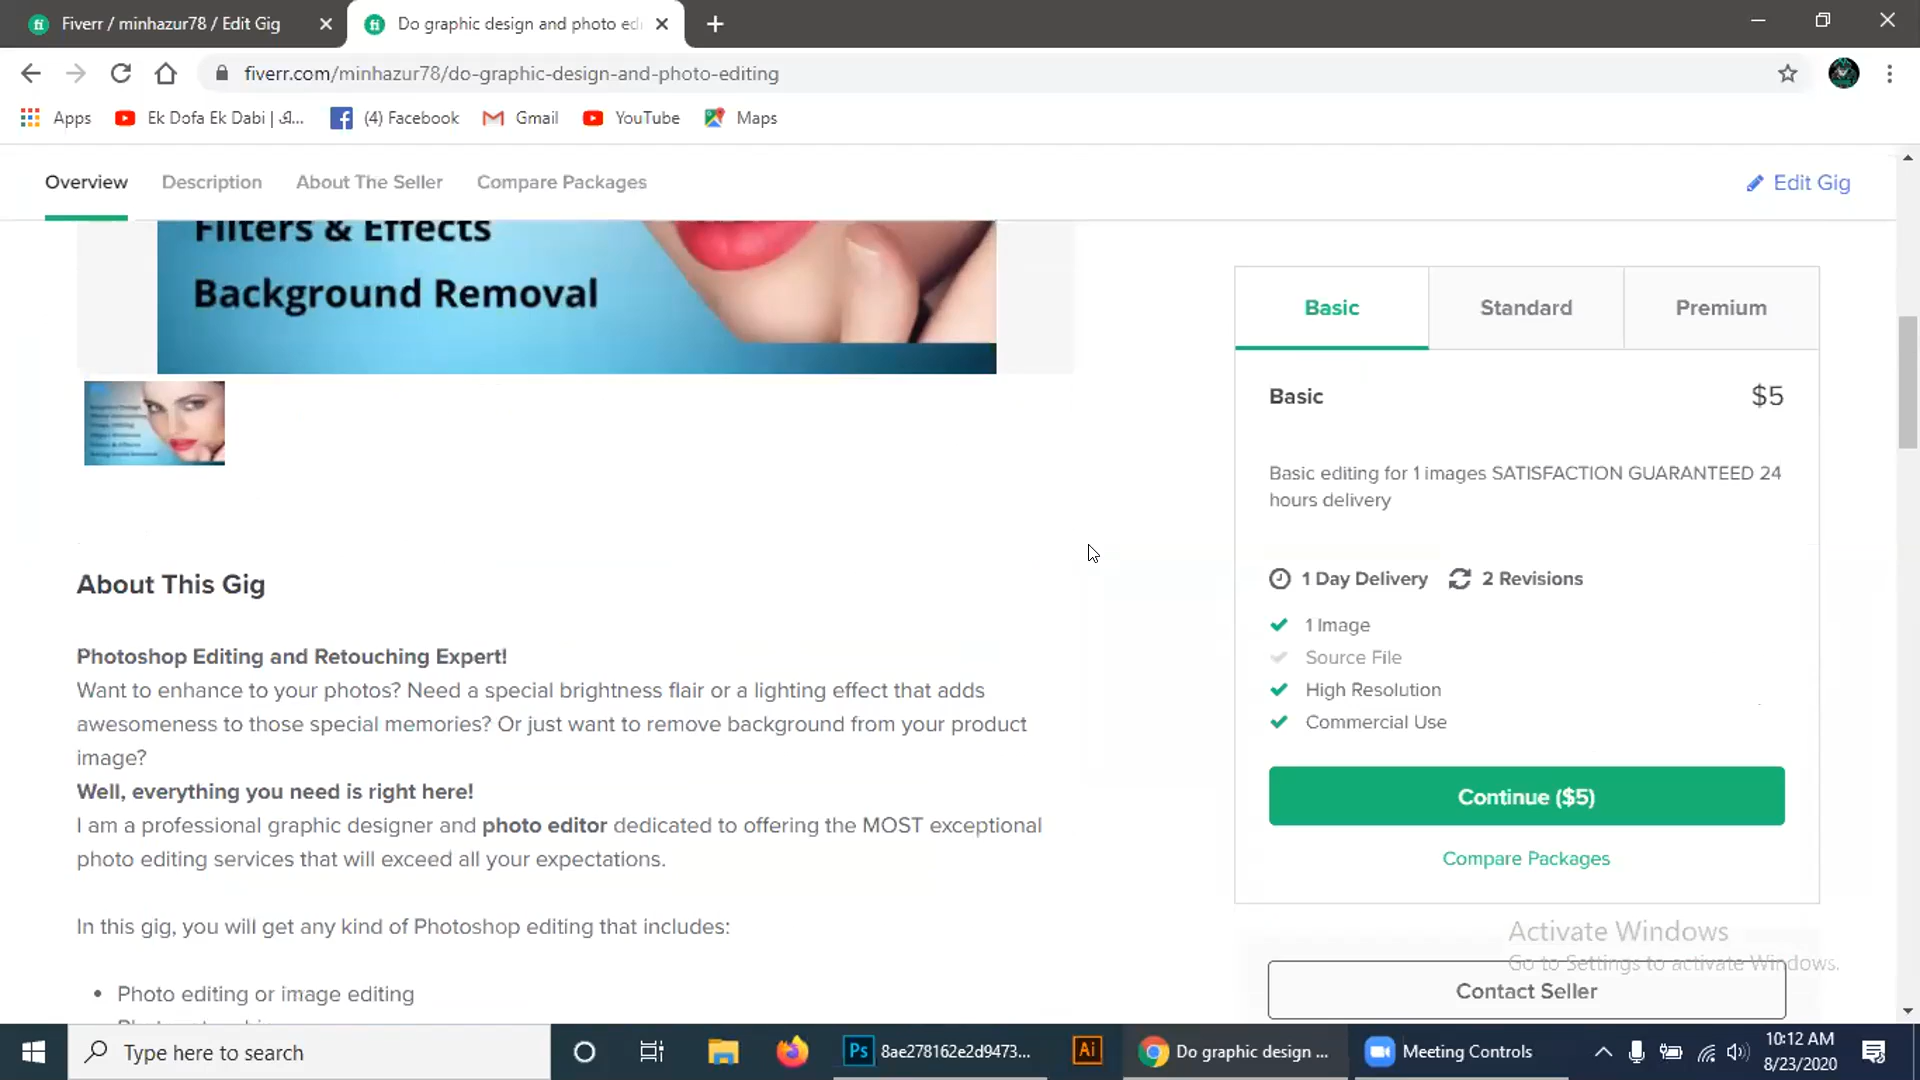 Fiverr / minhazur78 / Edit Gig
Do graphic design and photo edi
fiverr.com/minhazur78/do-graphic-design-and-photo-editing
Apps
Ek Dofa Ek Dabi | এ...
(4) Facebook
Gmail
YouTube
Maps
Overview
Description
About The Seller
Compare Packages
Edit Gig
Filters & Effects
Background Removal
Basic
Standard
Premium
Basic
$5
Basic editing for 1 images SATISFACTION GUARANTEED 24
hours delivery
1 Day Delivery
2 Revisions
1 Image
Source File
High Resolution
Commercial Use
Continue ($5)
Compare Packages
Contact Seller
About This Gig
Photoshop Editing and Retouching Expert!
Want to enhance to your photos? Need a special brightness flair or a lighting effect that adds
awesomeness to those special memories? Or just want to remove background from your product
image?
Well, everything you need is right here!
I am a professional graphic designer and photo editor dedicated to offering the MOST exceptional
photo editing services that will exceed all your expectations.
In this gig, you will get any kind of Photoshop editing that includes:
• Photo editing or image editing
Activate Windows
Go to Settings to activate Windows.
Type here to search
Ps
8ae278162e2d9473...
Ai
Do graphic design ...
Meeting Controls
10:12 AM
8/23/2020